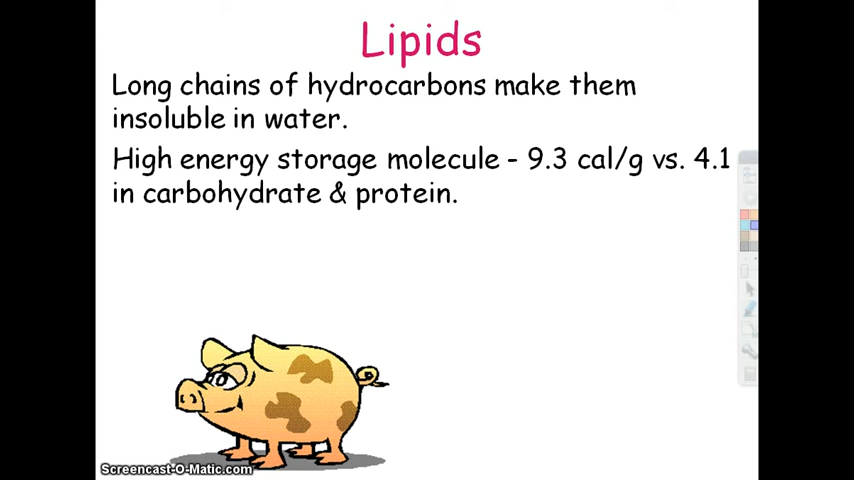 Lipids
Long chains of hydrocarbons make them
insoluble in water.
High energy storage molecule - 9.3 cal/g vs. 4.1
in carbohydrate & protein.
Screencast-O-Matic.com